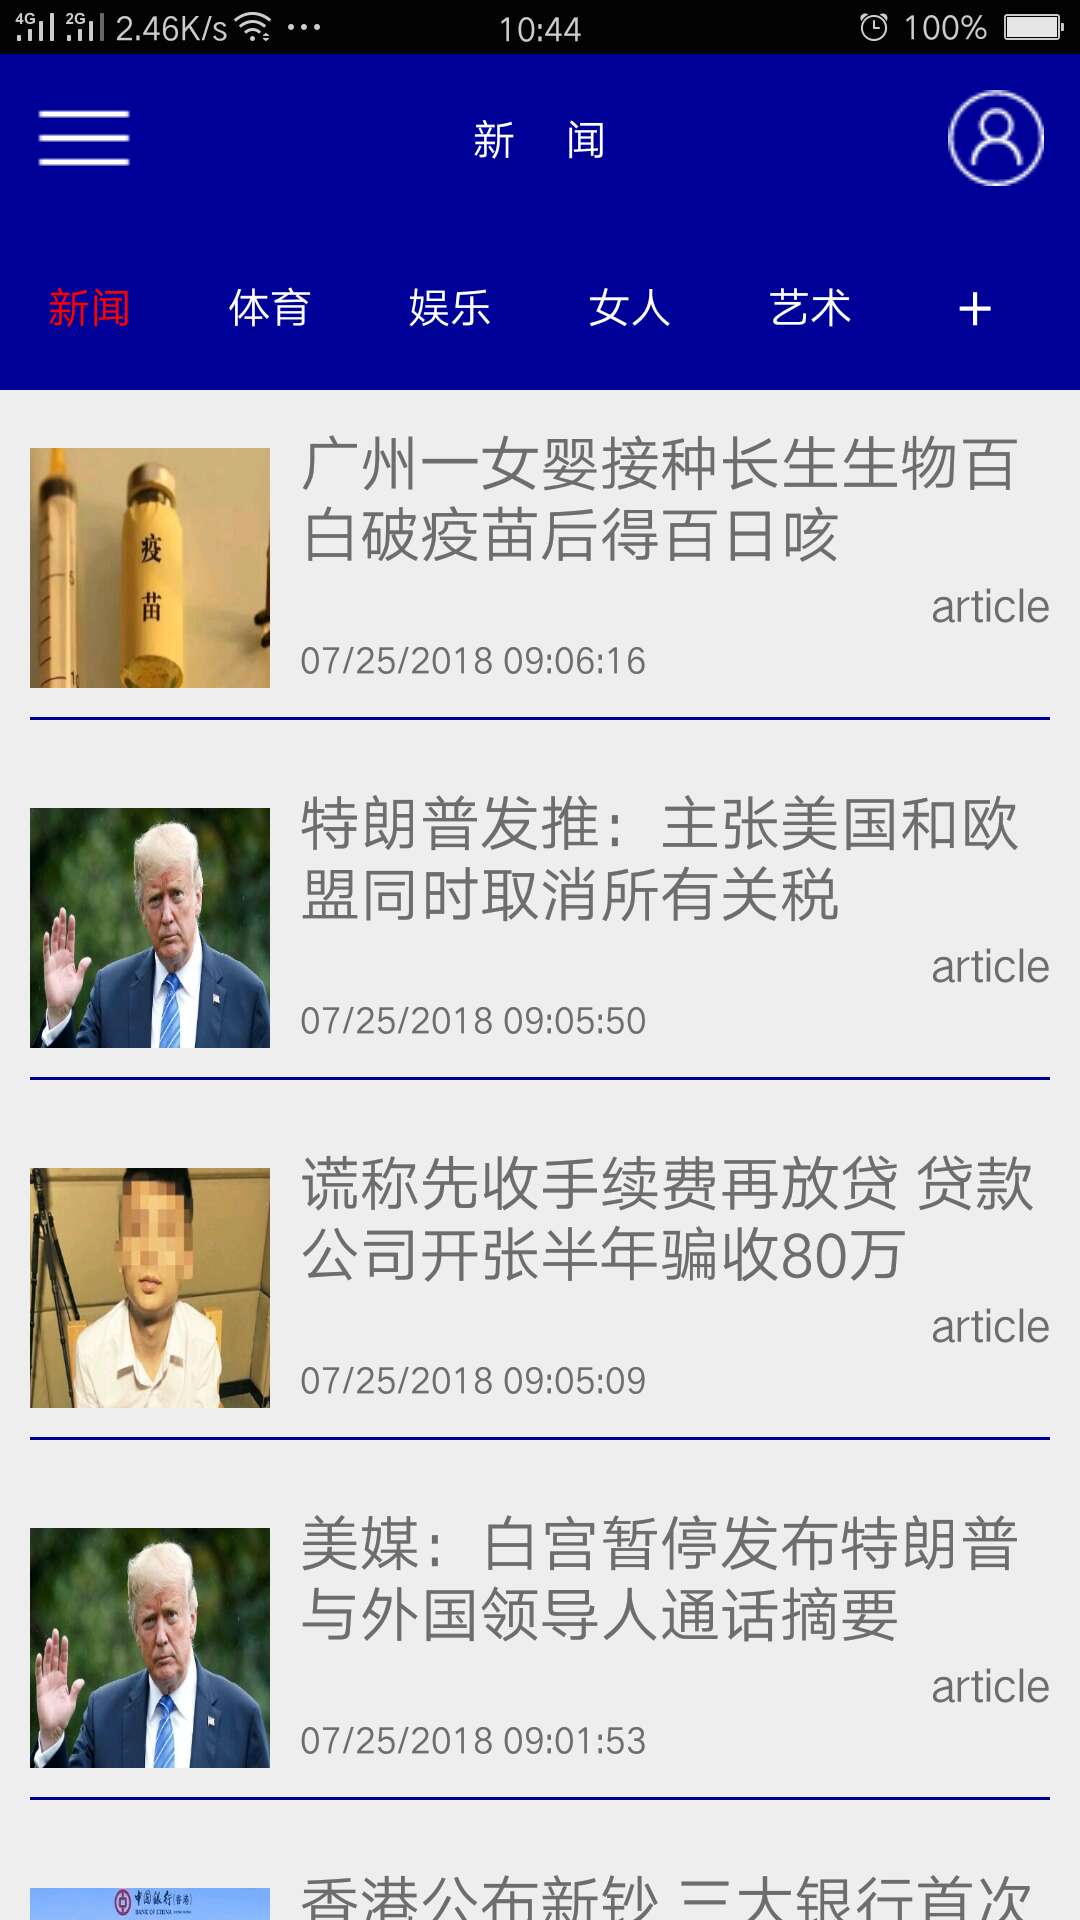 4G 2G 2.46K/s ... 10:44 100%
新 闻
新闻 体育 娱乐 女人 艺术 +
广州一女婴接种长生生物百
白破疫苗后得百日咳
article
07/25/2018 09:06:16
疫
苗
特朗普发推：主张美国和欧
盟同时取消所有关税
article
07/25/2018 09:05:50
谎称先收手续费再放贷 贷款
公司开张半年骗收80万
article
07/25/2018 09:05:09
美媒：白宫暂停发布特朗普
与外国领导人通话摘要
article
07/25/2018 09:01:53
香港公布新钞 三大银行首次
中国银行(香港)
BANK OF CHINA